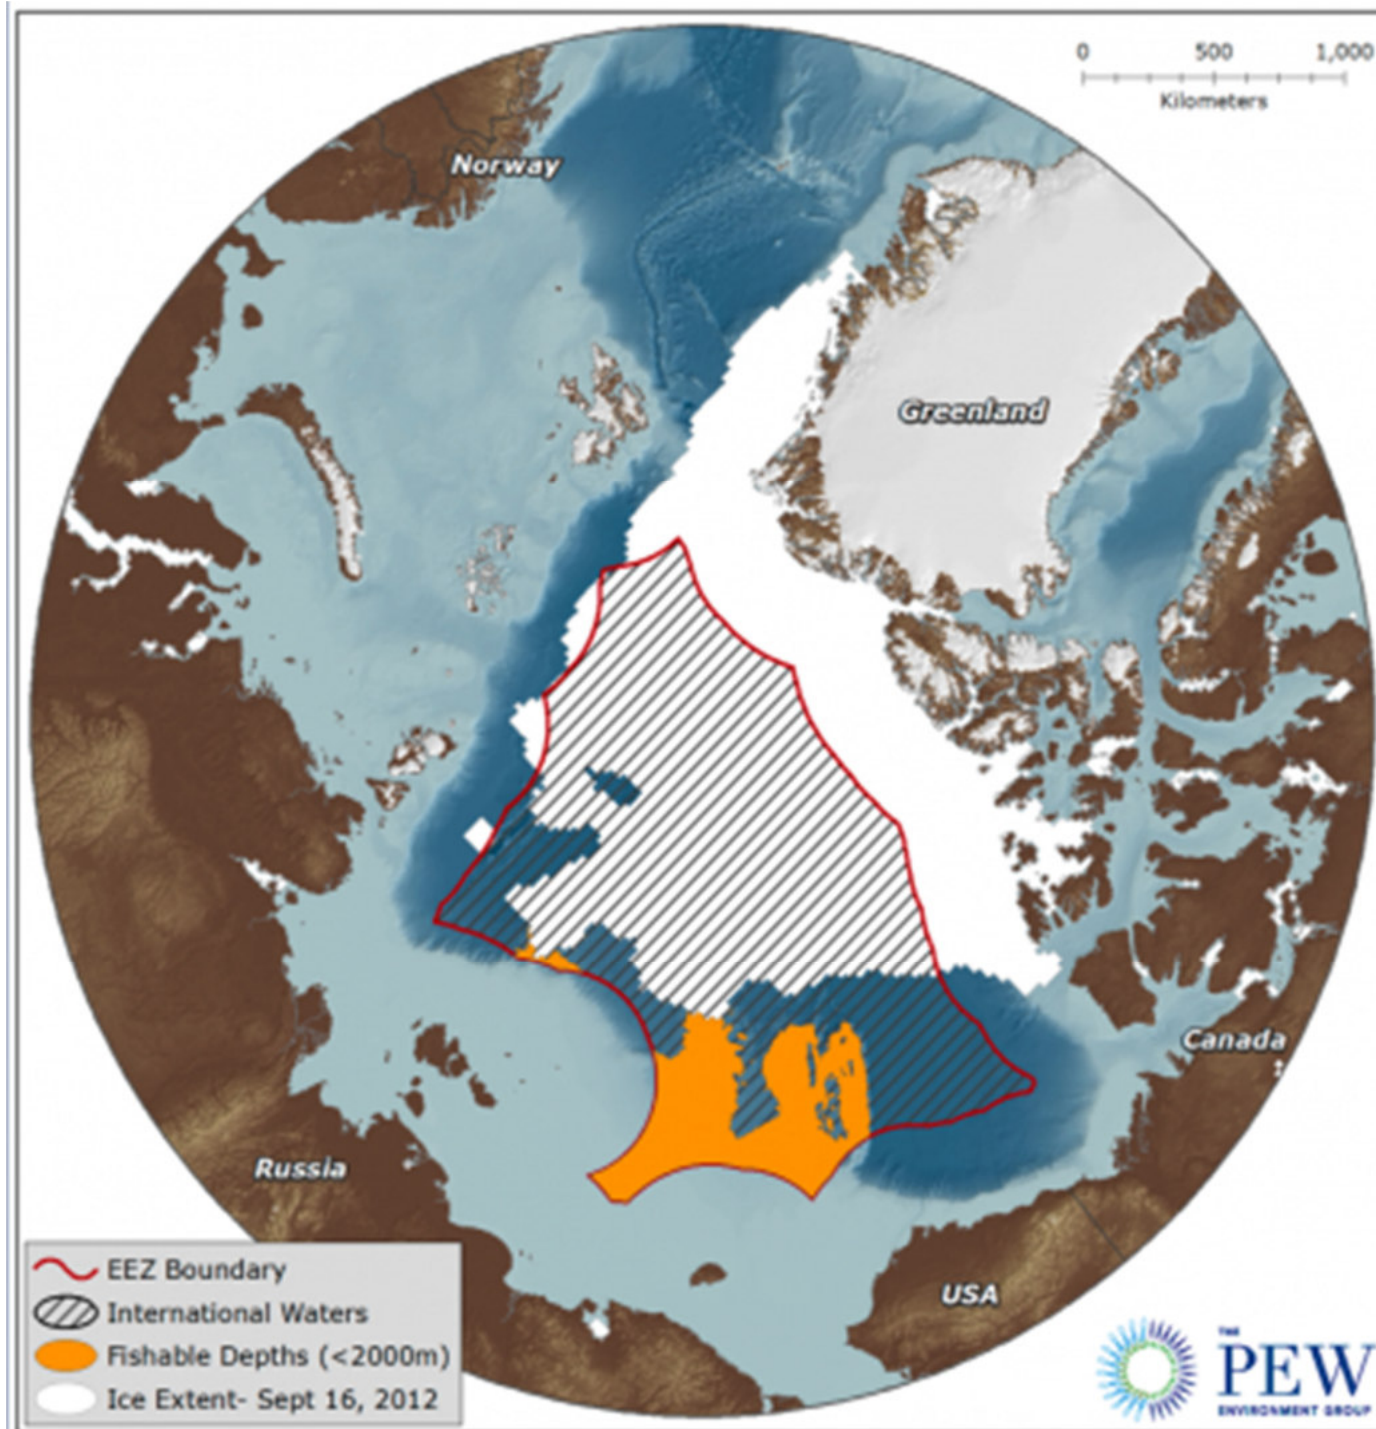 0 500 1,000
Kilometers
Norway
Greenland
Canada
Russia
USA
EEZ Boundary
International Waters
Fishable Depths (<2000m)
Ice Extent- Sept 16, 2012
THE
PEW
ENVIRONMENT GROUP